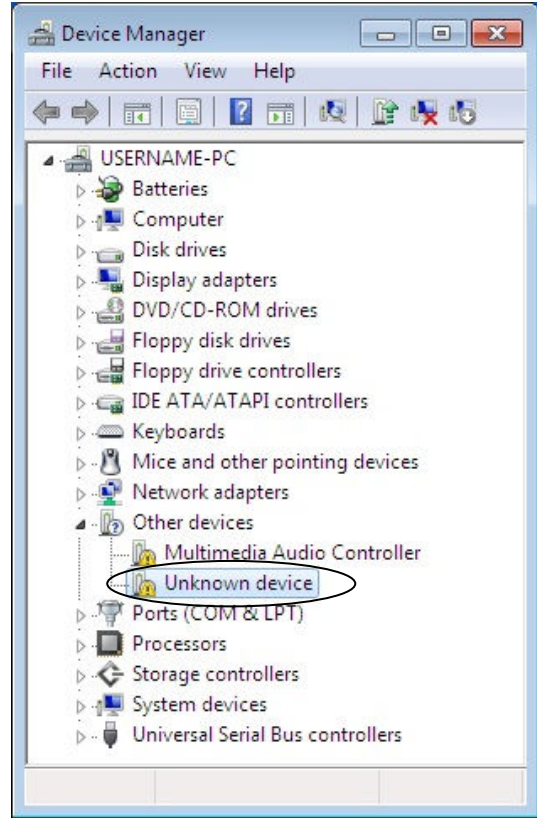 Device Manager
File Action View Help
USERNAME-PC
Batteries
Computer
Disk drives
Display adapters
DVD/CD-ROM drives
Floppy disk drives
Floppy drive controllers
IDE ATA/ATAPI controllers
Keyboards
Mice and other pointing devices
Network adapters
Other devices
Multimedia Audio Controller
Unknown device
Ports (COM & LPT)
Processors
Storage controllers
System devices
Universal Serial Bus controllers